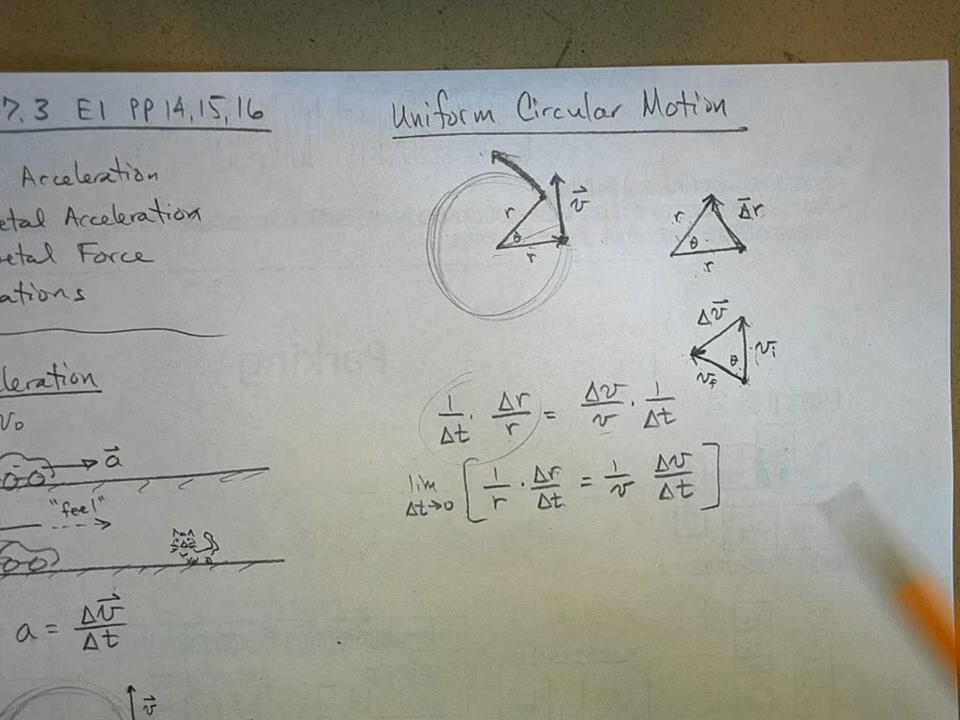 7.3 E1 PP 14,15,16
Acceleration
etal Acceleration
etal Force
ations
leration
v₀
a⃗
"feel"
a = Δv⃗/Δt
v⃗
Uniform Circular Motion
r θ r v⃗
r θ r Δ⃗r
Δv⃗ θ vᵢ v_f
1/Δt · Δr/r = Δv/v · 1/Δt
lim Δt→0 [ 1/r · Δr/Δt = 1/v Δv/Δt ]
Parking